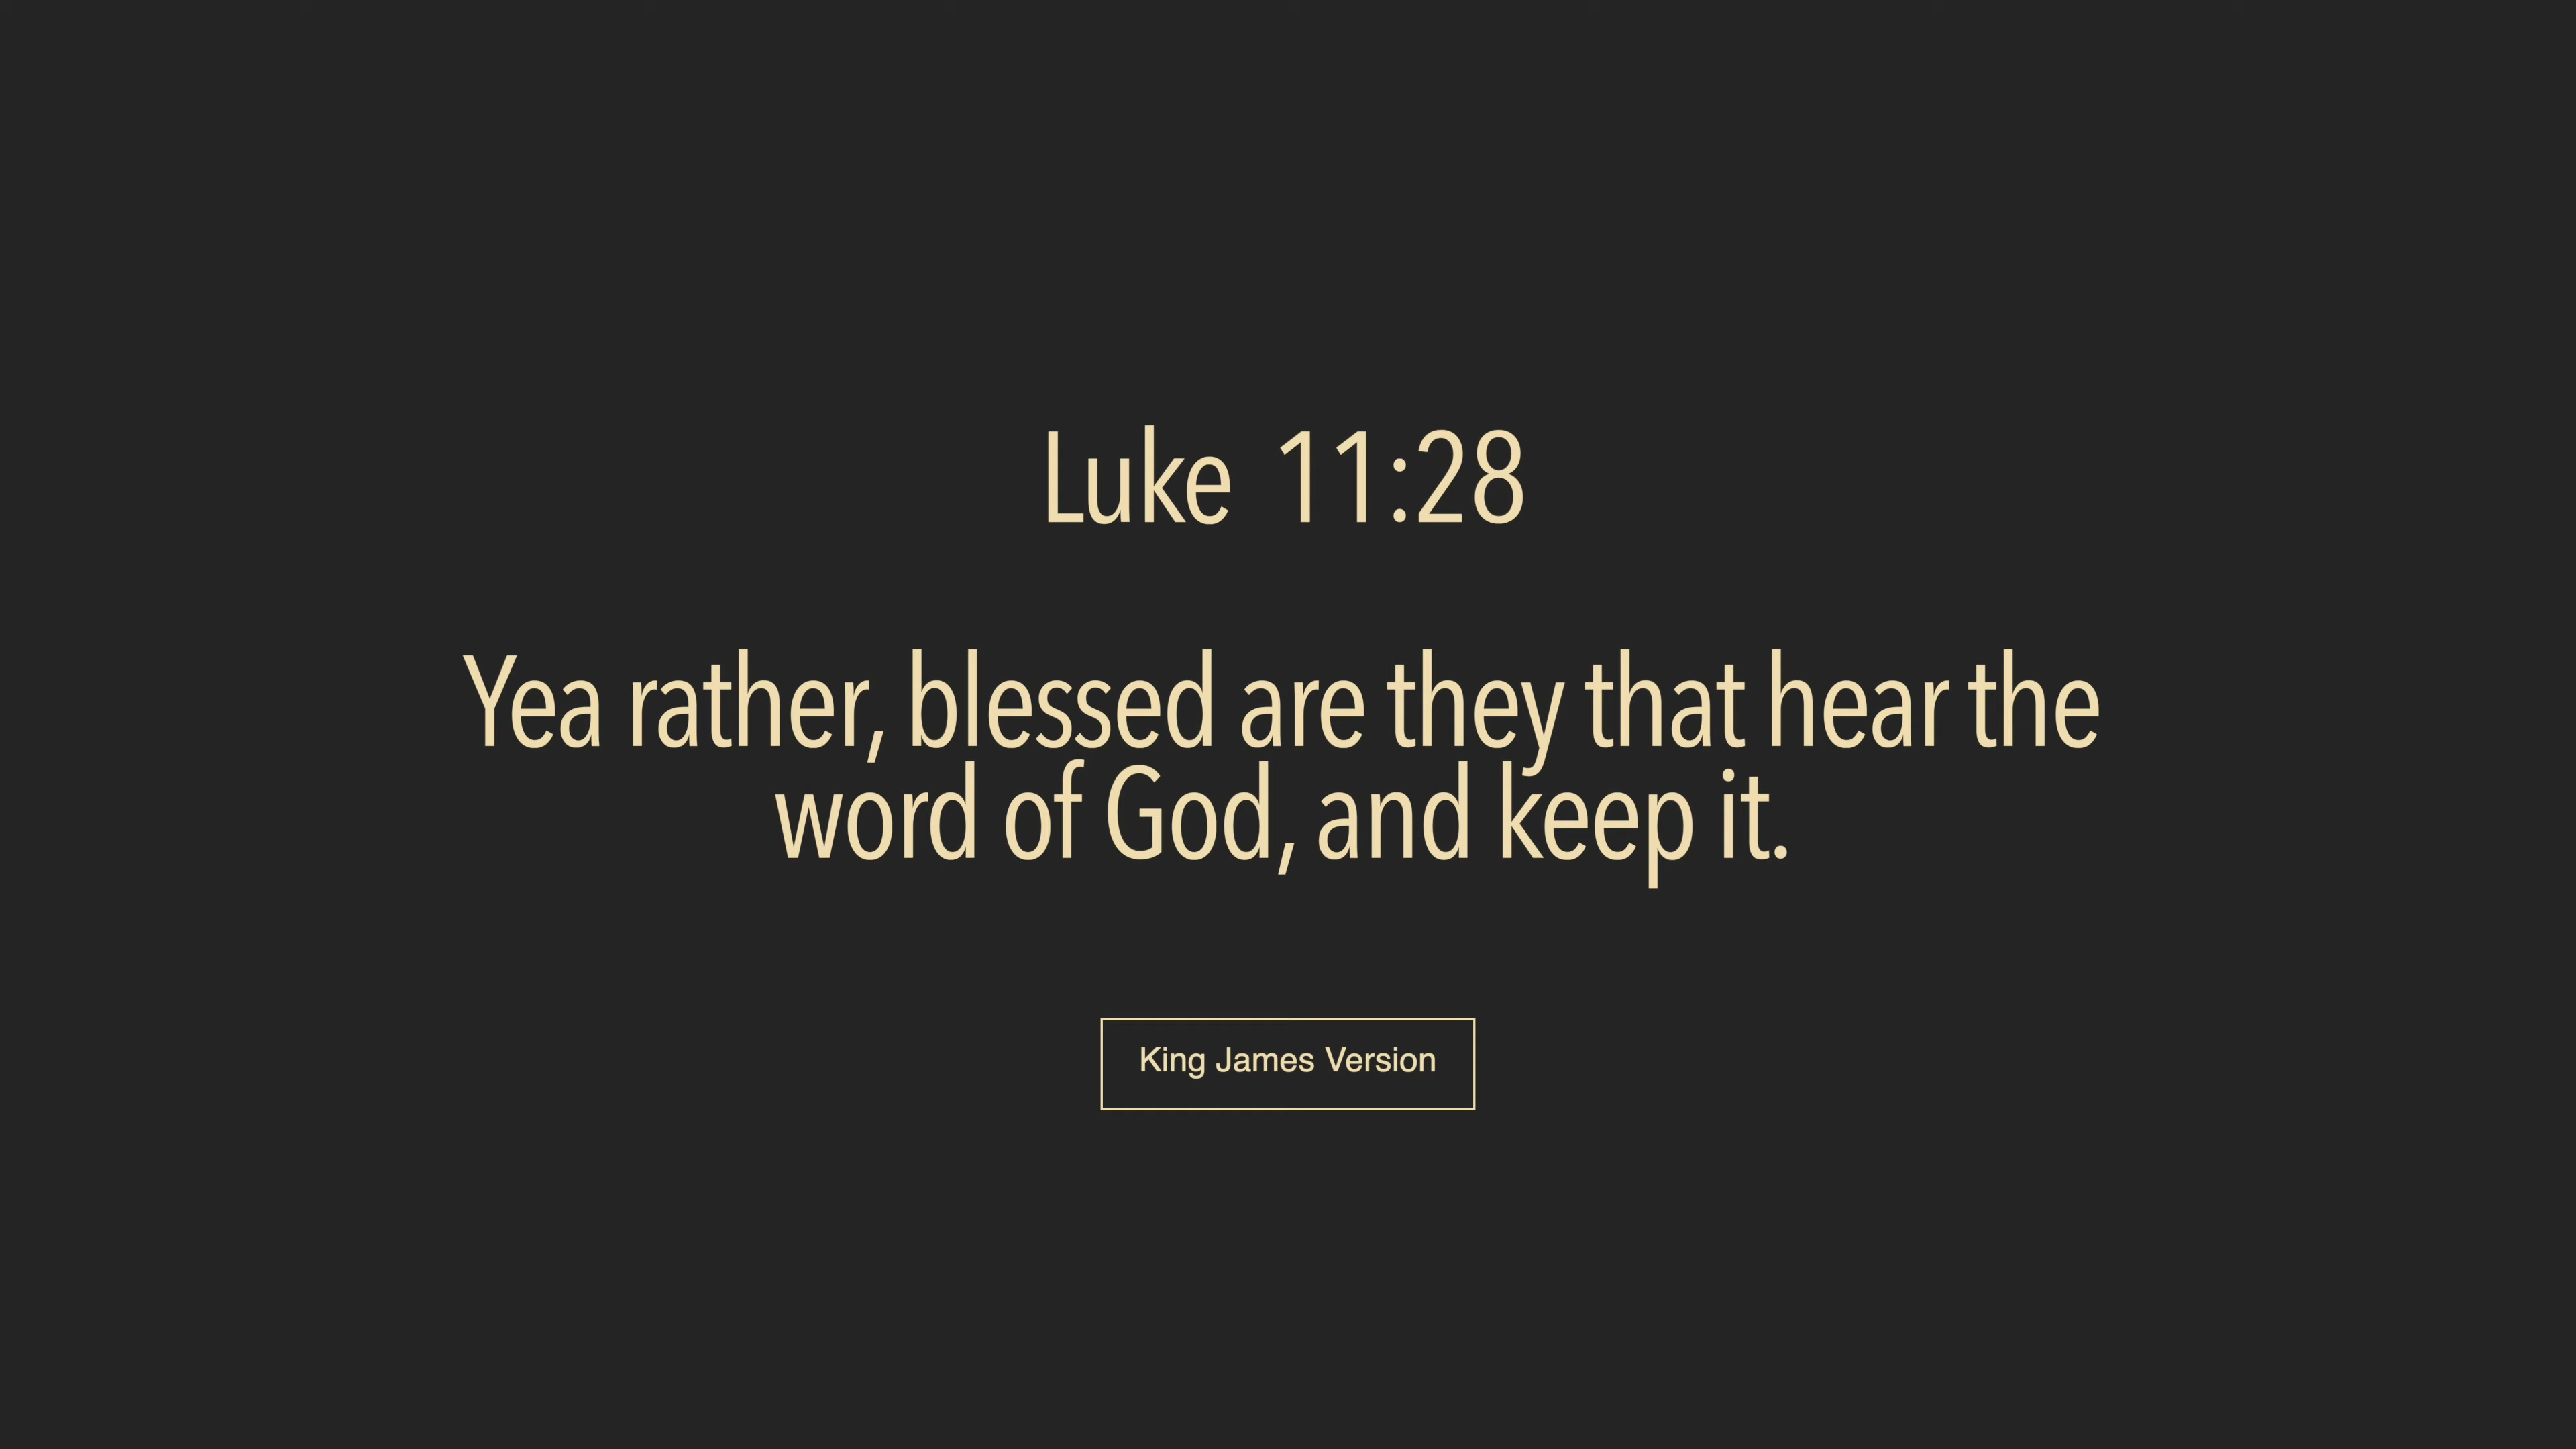 Luke 11:28
Yea rather, blessed are they that hear the
word of God, and keep it.
King James Version